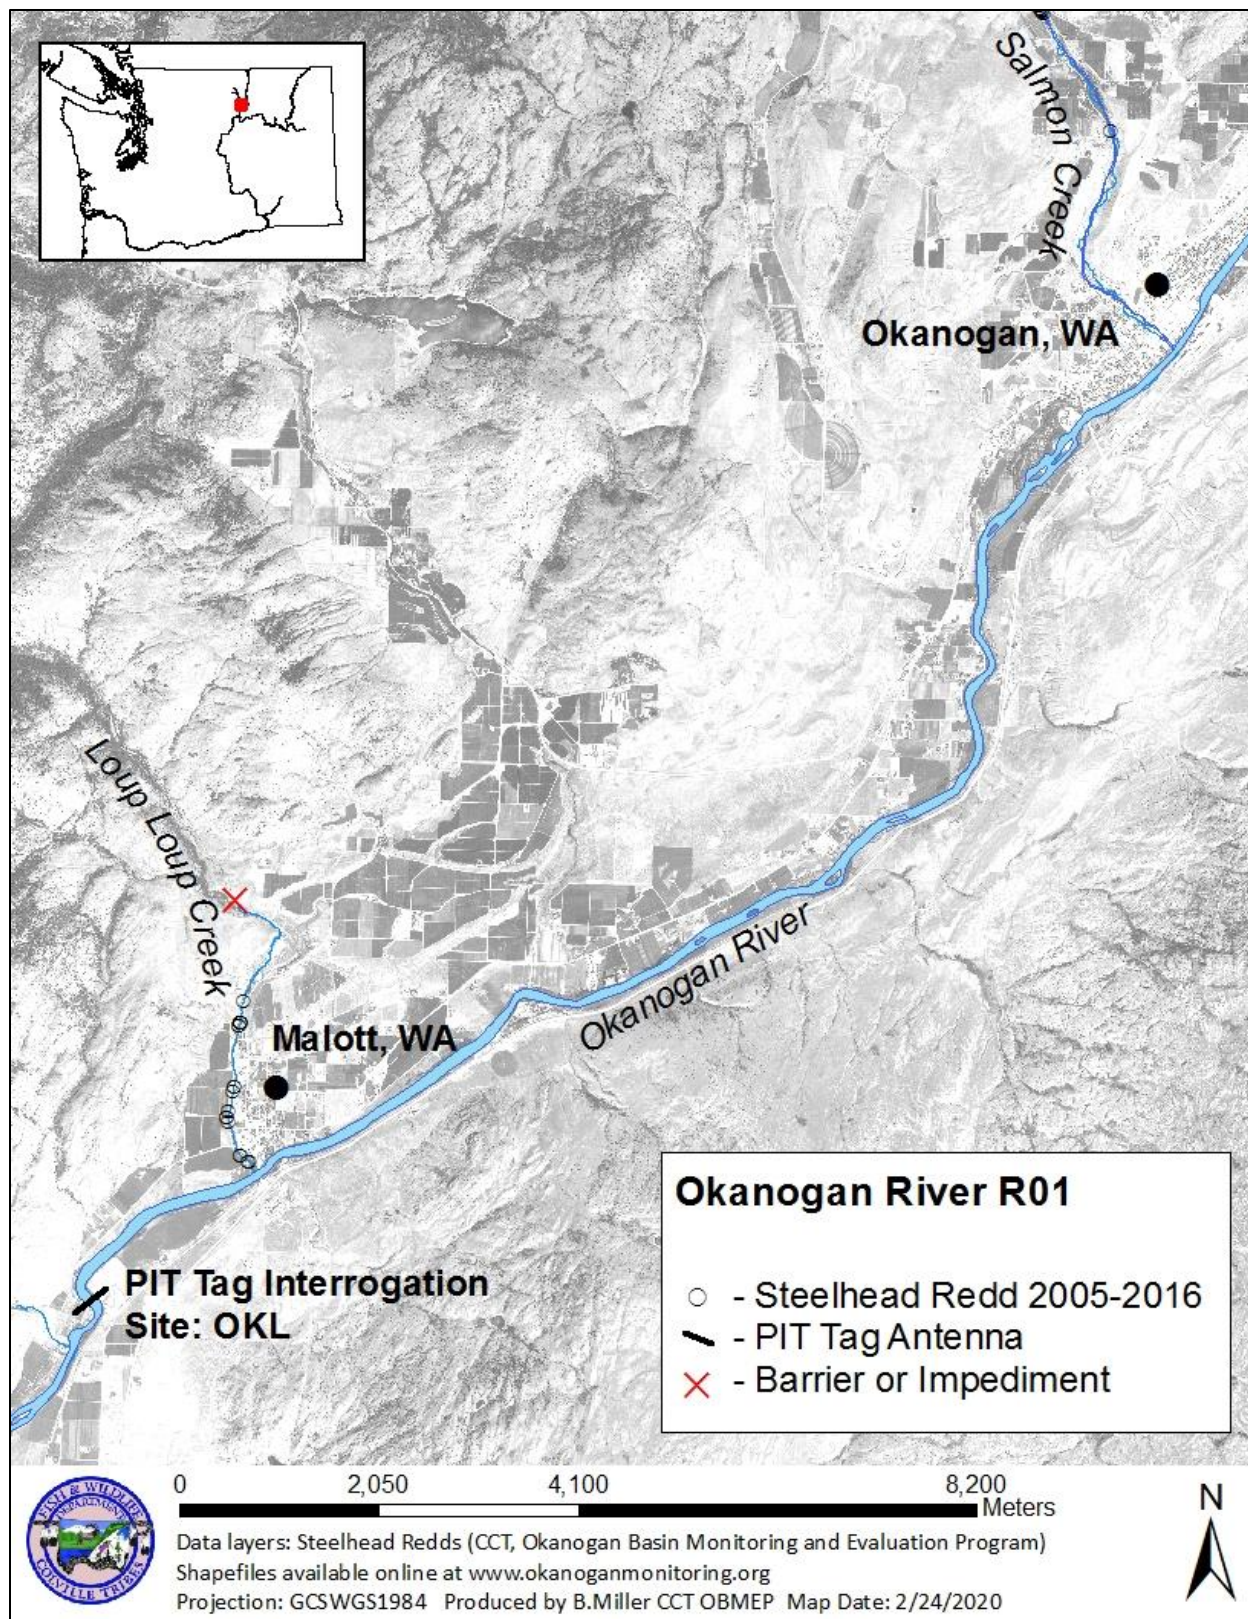 Salmon Creek
Okanogan, WA
Loup Loup Creek
Okanogan River
Malott, WA
PIT Tag Interrogation
Site: OKL
Okanogan River R01
- Steelhead Redd 2005-2016
- PIT Tag Antenna
- Barrier or Impediment
0 2,050 4,100 8,200
Meters
N
FISH & WILDLIFE
DEPARTMENT
COLVILLE TRIBES
Data layers: Steelhead Redds (CCT, Okanogan Basin Monitoring and Evaluation Program)
Shapefiles available online at www.okanoganmonitoring.org
Projection: GCSWGS1984 Produced by B.Miller CCT OBMEP Map Date: 2/24/2020